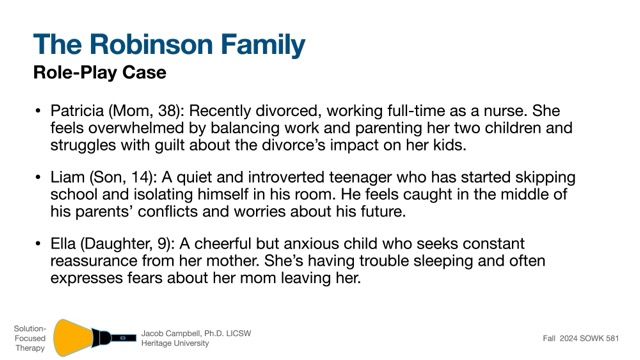 The Robinson Family
Role-Play Case
• Patricia (Mom, 38): Recently divorced, working full-time as a nurse. She
feels overwhelmed by balancing work and parenting her two children and
struggles with guilt about the divorce’s impact on her kids.
• Liam (Son, 14): A quiet and introverted teenager who has started skipping
school and isolating himself in his room. He feels caught in the middle of
his parents’ conflicts and worries about his future.
• Ella (Daughter, 9): A cheerful but anxious child who seeks constant
reassurance from her mother. She’s having trouble sleeping and often
expresses fears about her mom leaving her.
Solution-
Focused
Therapy
Jacob Campbell, Ph.D. LICSW
Heritage University
Fall 2024 SOWK 581